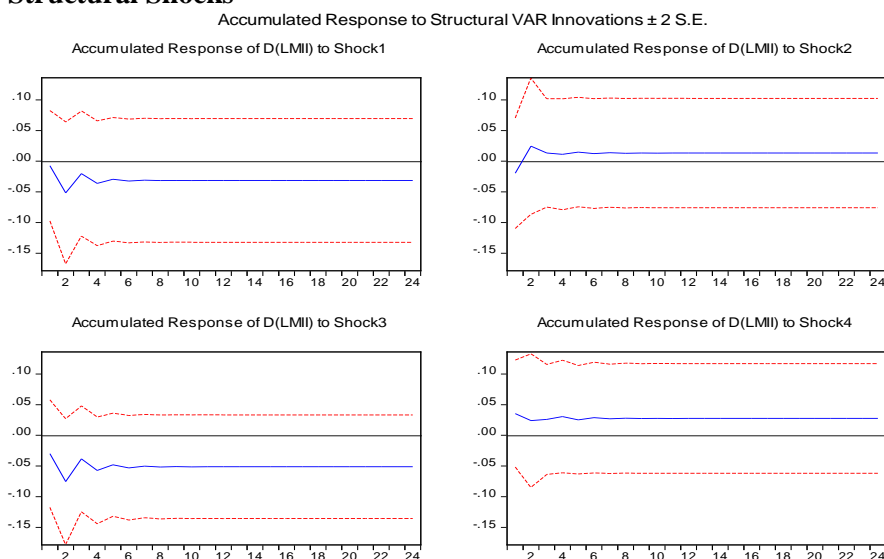 Structural Shocks
Accumulated Response to Structural VAR Innovations ± 2 S.E.
Accumulated Response of D(LMII) to Shock1
.10
.05
.00
-.05
-.10
-.15
2 4 6 8 10 12 14 16 18 20 22 24
Accumulated Response of D(LMII) to Shock2
.10
.05
.00
-.05
-.10
-.15
2 4 6 8 10 12 14 16 18 20 22 24
Accumulated Response of D(LMII) to Shock3
.10
.05
.00
-.05
-.10
-.15
2 4 6 8 10 12 14 16 18 20 22 24
Accumulated Response of D(LMII) to Shock4
.10
.05
.00
-.05
-.10
-.15
2 4 6 8 10 12 14 16 18 20 22 24